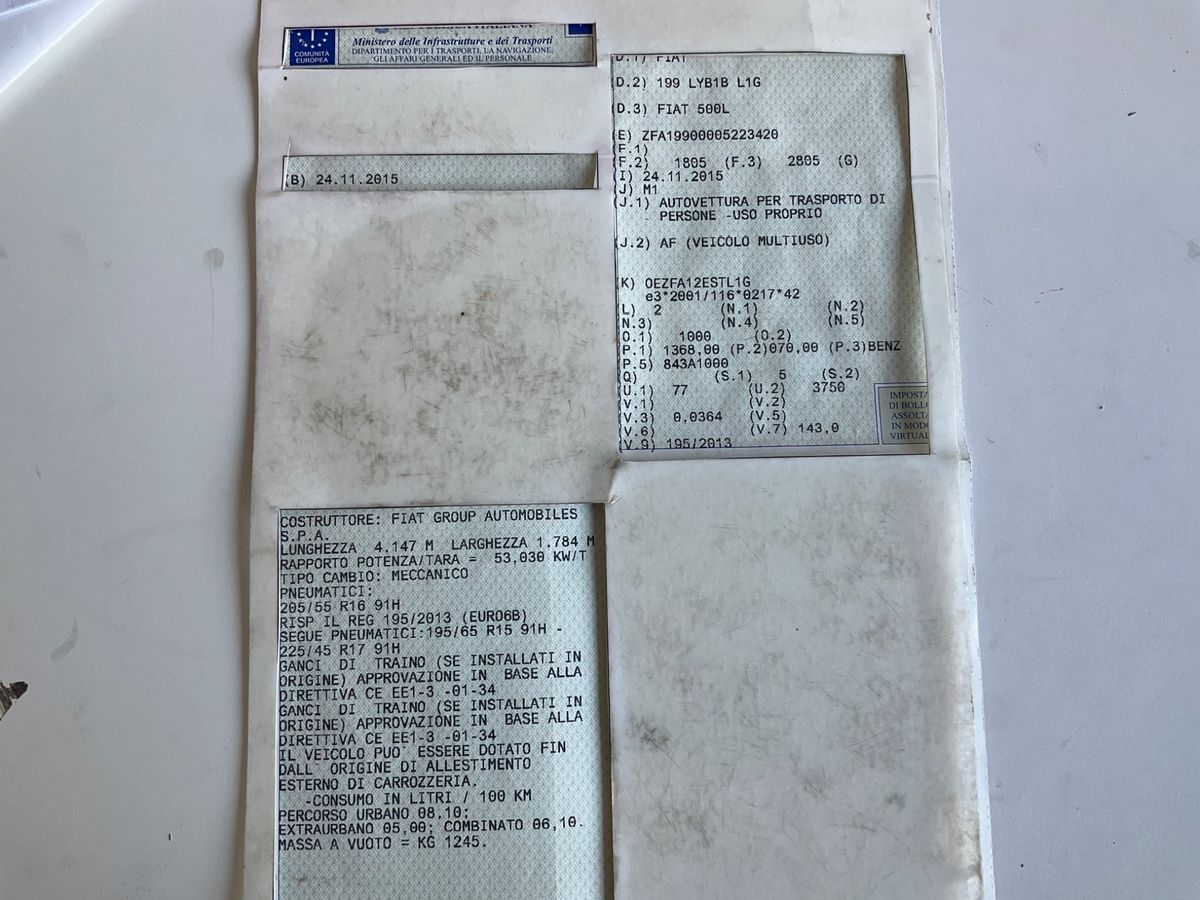 COMUNITÀ
EUROPEA
Ministero delle Infrastrutture e dei Trasporti
DIPARTIMENTO PER I TRASPORTI, LA NAVIGAZIONE,
GLI AFFARI GENERALI ED IL PERSONALE
(B) 24.11.2015
(D.1) FIAT
(D.2) 199 LYB1B L1G
(D.3) FIAT 500L
(E) ZFA19900005223420
(F.1)
(F.2) 1805 (F.3) 2805 (G)
(I) 24.11.2015
(J) M1
(J.1) AUTOVETTURA PER TRASPORTO DI
PERSONE -USO PROPRIO
(J.2) AF (VEICOLO MULTIUSO)
(K) OEZFA12ESTL1G
e3*2001/116*0217*42
(L) 2 (N.1) (N.2)
(N.3) (N.4) (N.5)
(O.1) 1000 (O.2)
(P.1) 1368,00 (P.2)070,00 (P.3)BENZ
(P.5) 843A1000
(Q) (S.1) 5 (S.2)
(U.1) 77 (U.2) 3750
(V.1) (V.2)
(V.3) 0,0364 (V.5)
(V.6) (V.7) 143,0
(V.9) 195/2013
IMPOSTA
DI BOLLO
ASSOLTA
IN MODO
VIRTUAL
COSTRUTTORE: FIAT GROUP AUTOMOBILES
S.P.A.
LUNGHEZZA 4,147 M LARGHEZZA 1,784 M
RAPPORTO POTENZA/TARA = 53,030 KW/T
TIPO CAMBIO: MECCANICO
PNEUMATICI:
205/55 R16 91H
RISP IL REG 195/2013 (EURO6B)
SEGUE PNEUMATICI:195/65 R15 91H -
225/45 R17 91H
GANCI DI TRAINO (SE INSTALLATI IN
ORIGINE) APPROVAZIONE IN BASE ALLA
DIRETTIVA CE EE1-3 -01-34
GANCI DI TRAINO (SE INSTALLATI IN
ORIGINE) APPROVAZIONE IN BASE ALLA
DIRETTIVA CE EE1-3 -01-34
IL VEICOLO PUO` ESSERE DOTATO FIN
DALL` ORIGINE DI ALLESTIMENTO
ESTERNO DI CARROZZERIA.
-CONSUMO IN LITRI / 100 KM
PERCORSO URBANO 08,10;
EXTRAURBANO 05,00; COMBINATO 06,10.
MASSA A VUOTO = KG 1245.